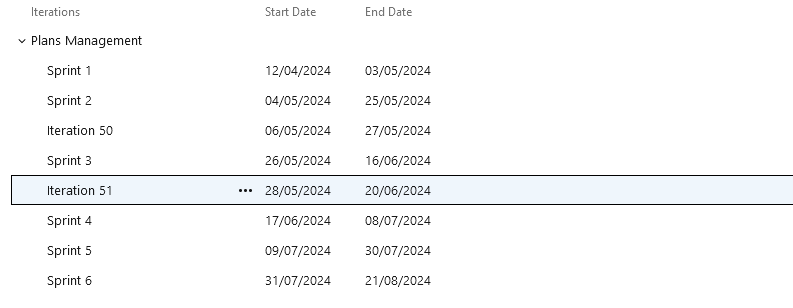 Iterations Start Date End Date
Plans Management
Sprint 1 12/04/2024 03/05/2024
Sprint 2 04/05/2024 25/05/2024
Iteration 50 06/05/2024 27/05/2024
Sprint 3 26/05/2024 16/06/2024
Iteration 51 ••• 28/05/2024 20/06/2024
Sprint 4 17/06/2024 08/07/2024
Sprint 5 09/07/2024 30/07/2024
Sprint 6 31/07/2024 21/08/2024